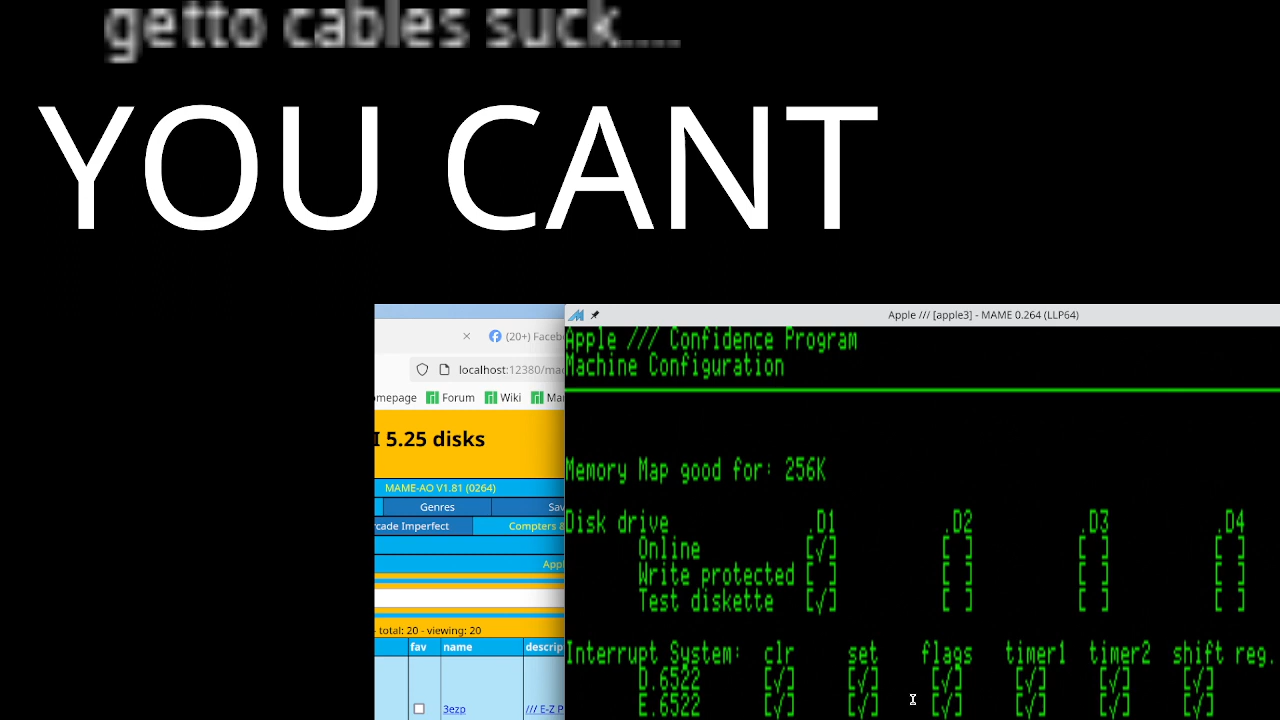 getto cables suck....
YOU CANT
Apple /// [apple3] - MAME 0.264 (LLP64)
(20+) Faceb
localhost:12380/ma
mepage Forum Wiki Ma
I 5.25 disks
MAME-AO V1.81 (0264)
Genres Sav
cade Imperfect Compters &
Appl
- total: 20 - viewing: 20
fav name descrip
3ezp /// E-Z P
Apple /// Confidence Program
Machine Configuration
Memory Map good for: 256K
Disk drive .D1 .D2 .D3 .D4
Online [√] [ ] [ ] [ ]
Write protected [ ] [ ] [ ] [ ]
Test diskette [√] [ ] [ ] [ ]
Interrupt System: clr set flags timer1 timer2 shift reg.
D.6522 [√] [√] [√] [√] [√] [√]
E.6522 [√] [√] [√] [√] [√] [√]